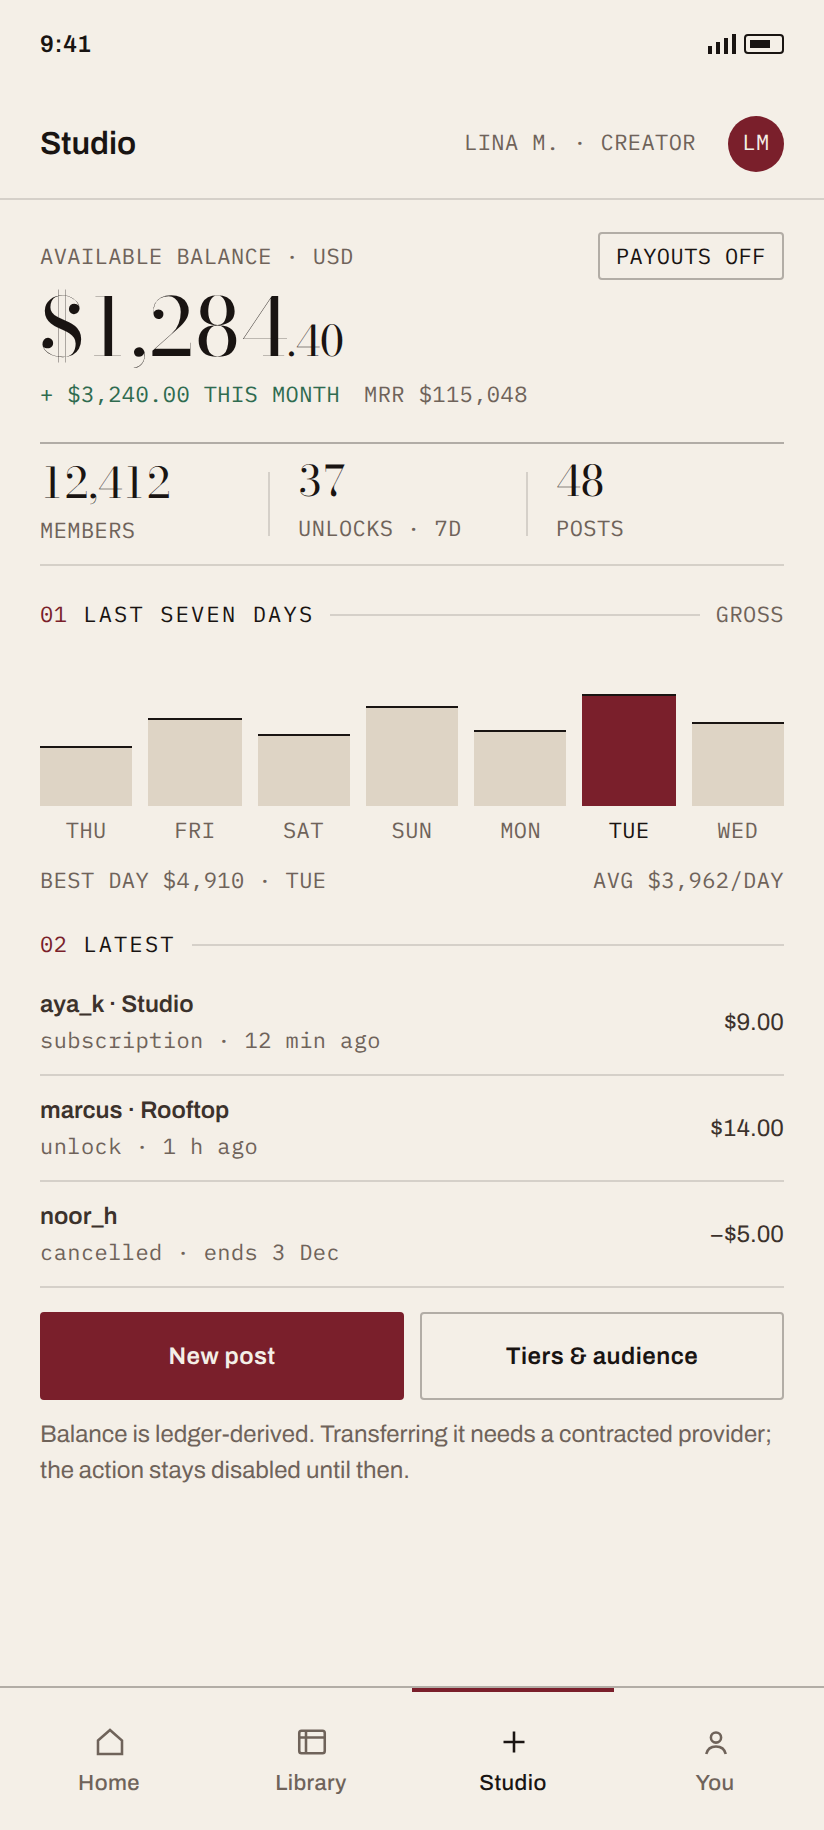 9:41
Studio
LINA M. · CREATOR
LM
AVAILABLE BALANCE · USD
PAYOUTS OFF
$1,284.40
+ $3,240.00 THIS MONTH MRR $115,048
12,412
MEMBERS
37
UNLOCKS · 7D
48
POSTS
01 LAST SEVEN DAYS
GROSS
THU FRI SAT SUN MON TUE WED
BEST DAY $4,910 · TUE
AVG $3,962/DAY
02 LATEST
aya_k · Studio
subscription · 12 min ago
$9.00
marcus · Rooftop
unlock · 1 h ago
$14.00
noor_h
cancelled · ends 3 Dec
−$5.00
New post
Tiers & audience
Balance is ledger-derived. Transferring it needs a contracted provider;
the action stays disabled until then.
Home
Library
Studio
You